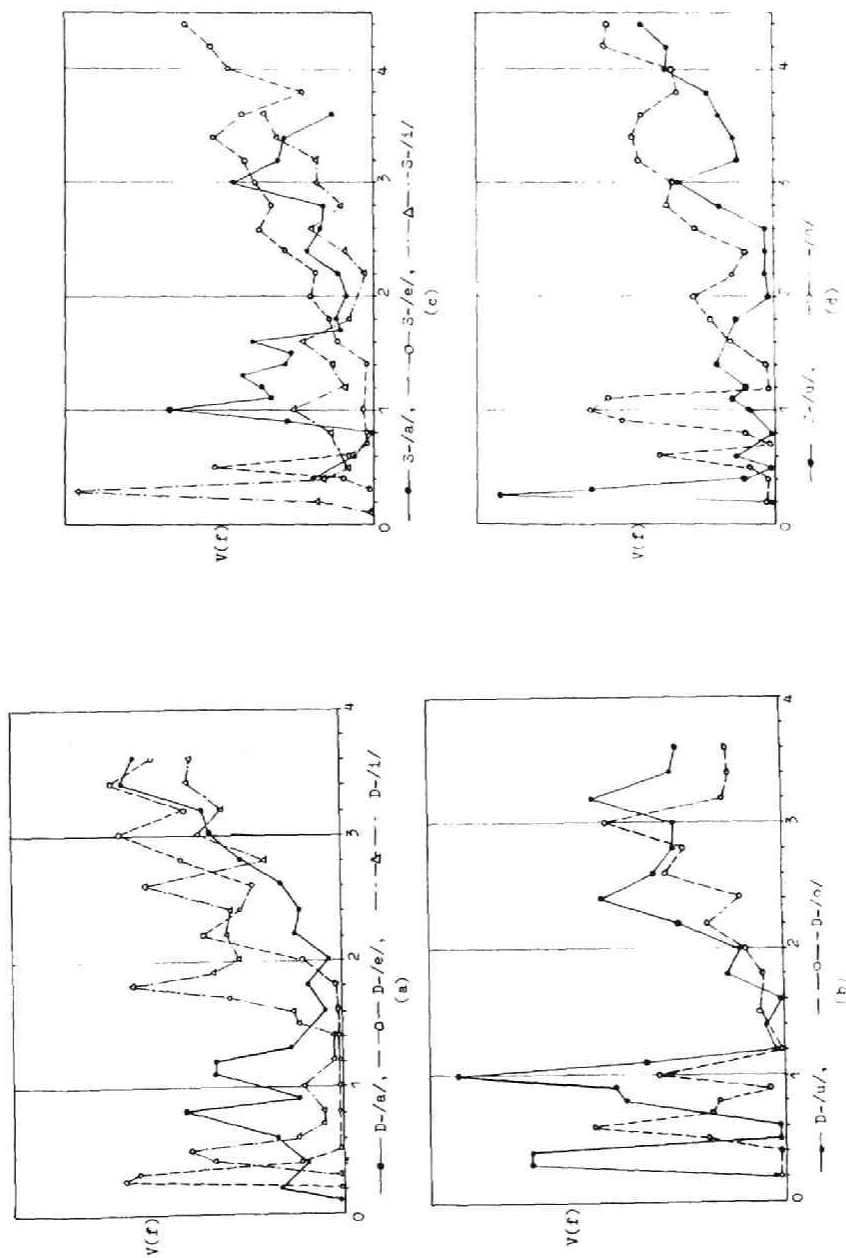 V(f)
0 1 2 3 4
D-/a/, D-/e/, D-/i/
(a)
V(f)
0 1 2 3 4
D-/u/, D-/o/
(b)
V(f)
0 1 2 3 4
S-/a/, S-/e/, S-/i/
(c)
V(f)
0 1 2 3 4
S-/u/,
(d)